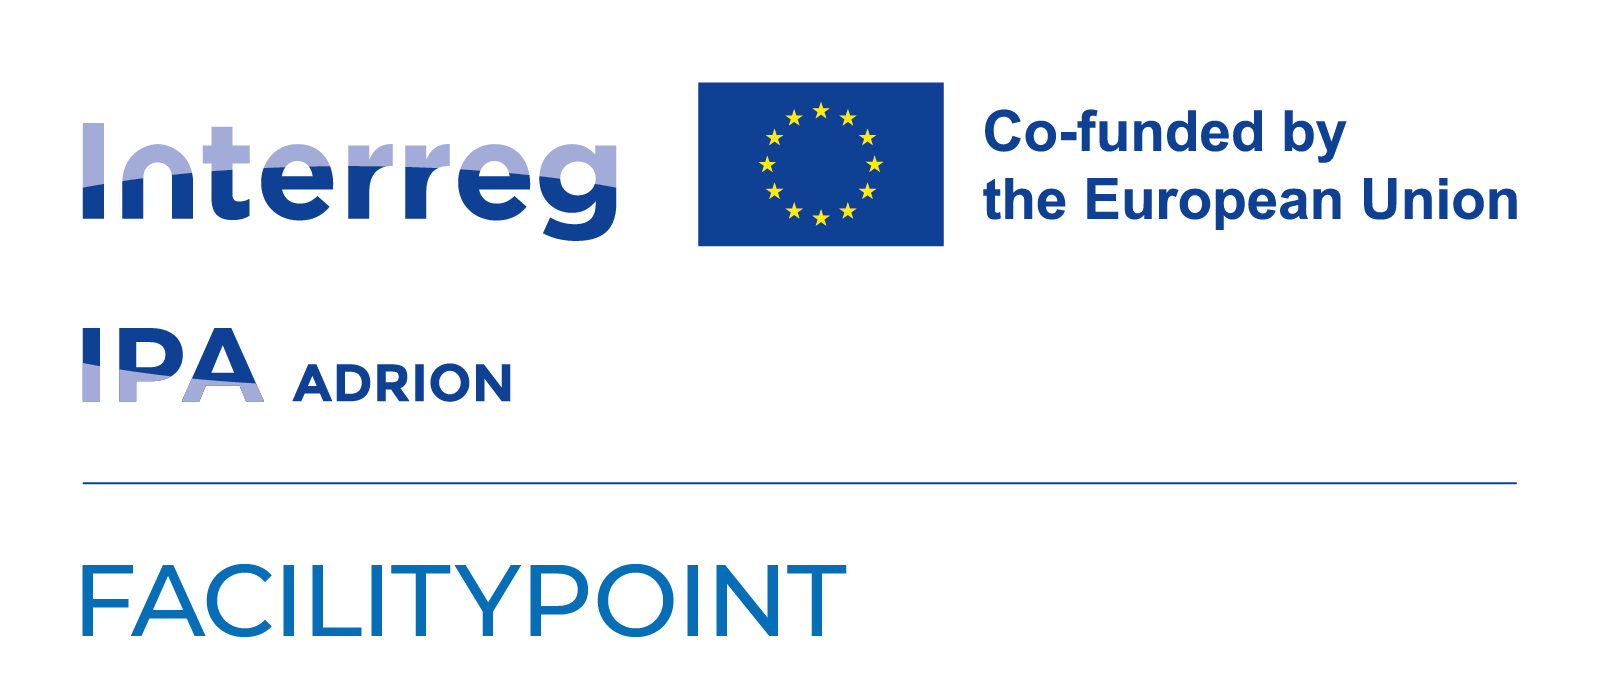 Interreg
Co-funded by
the European Union
IPA ADRION
FACILITYPOINT